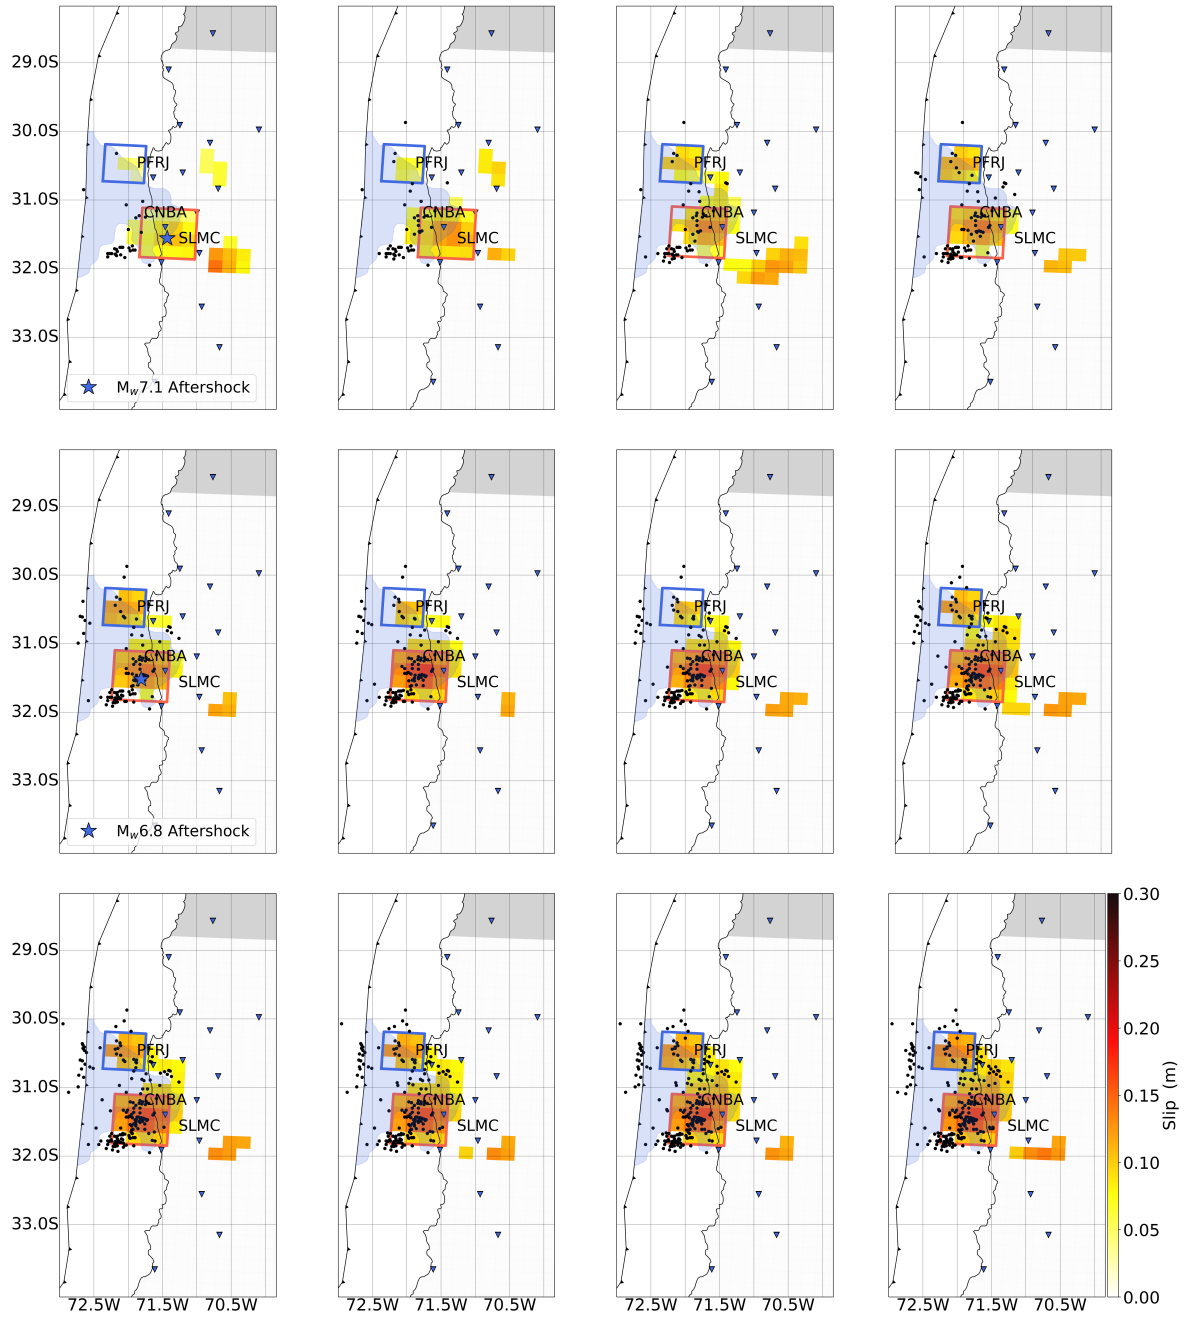 29.0S
30.0S
31.0S
32.0S
33.0S
PFRJ
CNBA
SLMC
PFRJ
CNBA
SLMC
PFRJ
CNBA
SLMC
PFRJ
CNBA
SLMC
Mw7.1 Aftershock
29.0S
30.0S
31.0S
32.0S
33.0S
PFRJ
CNBA
SLMC
PFRJ
CNBA
SLMC
PFRJ
CNBA
SLMC
PFRJ
CNBA
SLMC
Mw6.8 Aftershock
29.0S
30.0S
31.0S
32.0S
33.0S
PFRJ
CNBA
SLMC
PFRJ
CNBA
SLMC
PFRJ
CNBA
SLMC
PFRJ
CNBA
SLMC
72.5W 71.5W 70.5W
72.5W 71.5W 70.5W
72.5W 71.5W 70.5W
72.5W 71.5W 70.5W
0.30
0.25
0.20
0.15
0.10
0.05
0.00
Slip (m)